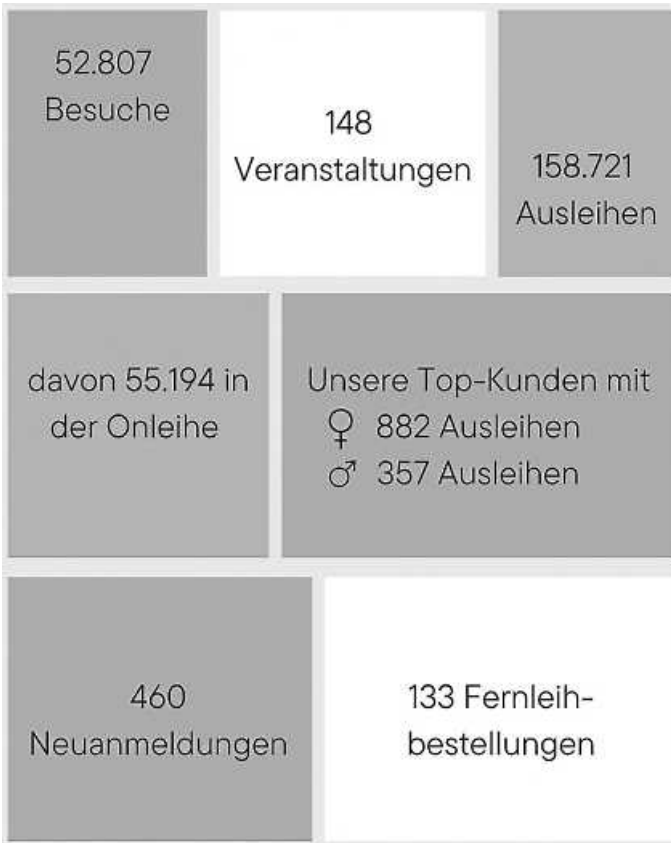 52.807
Besuche
148
Veranstaltungen
158.721
Ausleihen
davon 55.194 in
der Onleihe
Unsere Top-Kunden mit
♀ 882 Ausleihen
♂ 357 Ausleihen
460
Neuanmeldungen
133 Fernleih-
bestellungen